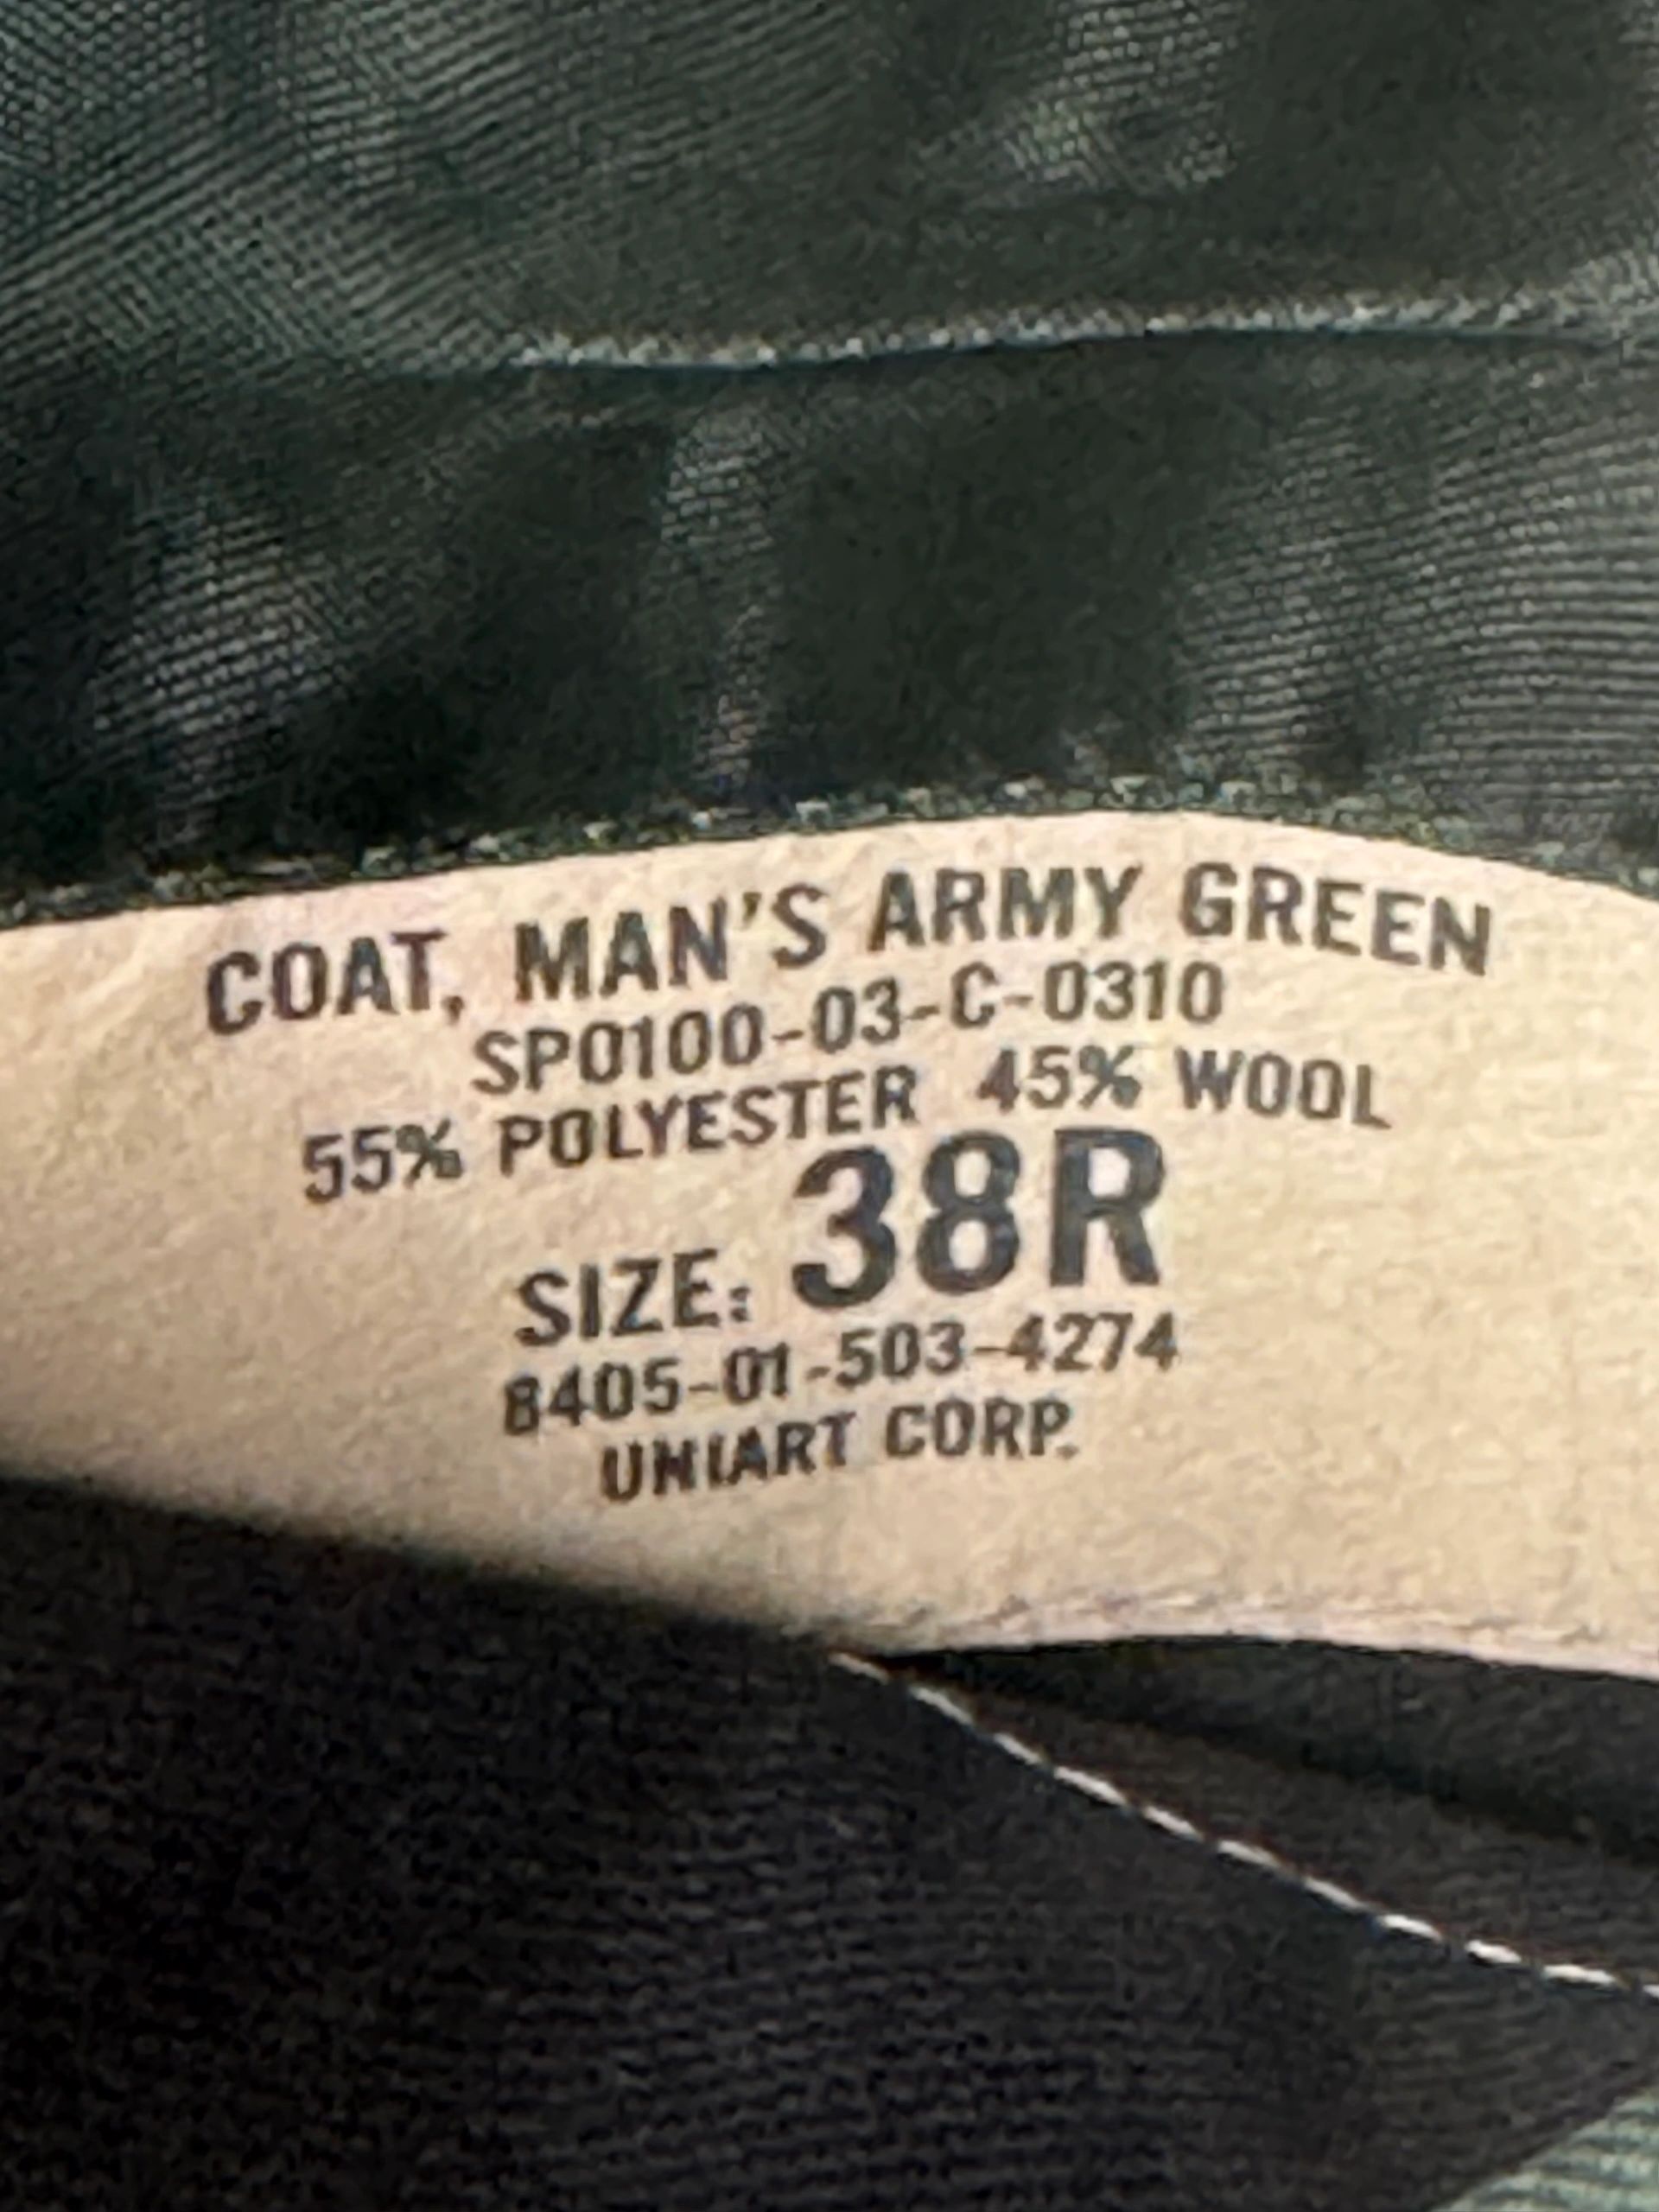 COAT, MAN'S ARMY GREEN
SP0100-03-C-0310
55% POLYESTER 45% WOOL
SIZE: 38R
8405-01-503-4274
UNIART CORP.